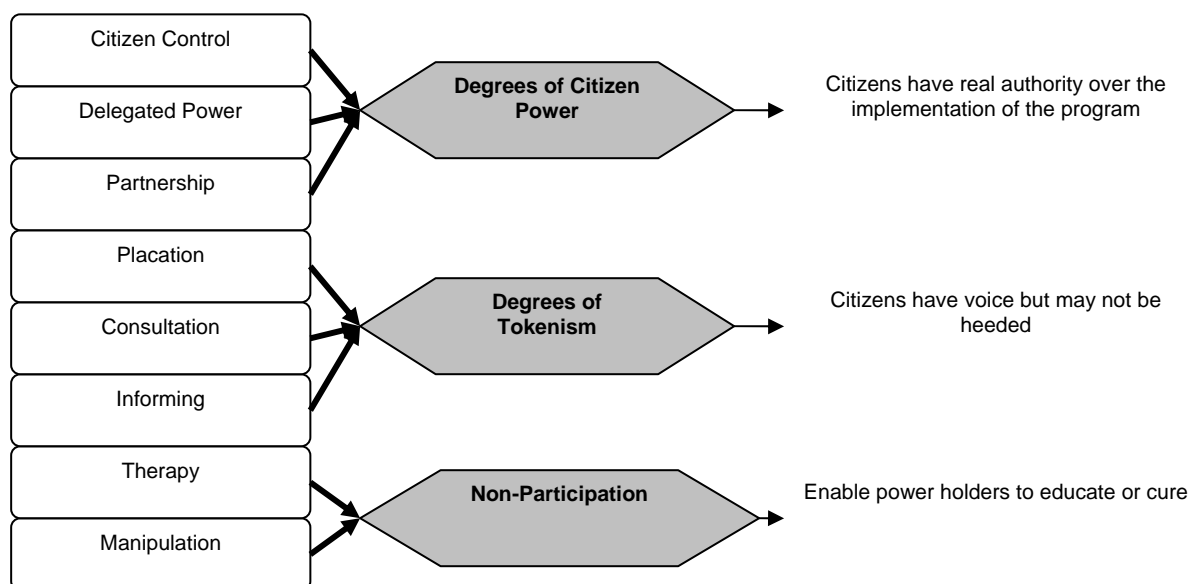 Citizen Control
Delegated Power
Partnership
Placation
Consultation
Informing
Therapy
Manipulation
Degrees of Citizen
Power
Degrees of
Tokenism
Non-Participation
Citizens have real authority over the
implementation of the program
Citizens have voice but may not be
heeded
Enable power holders to educate or cure